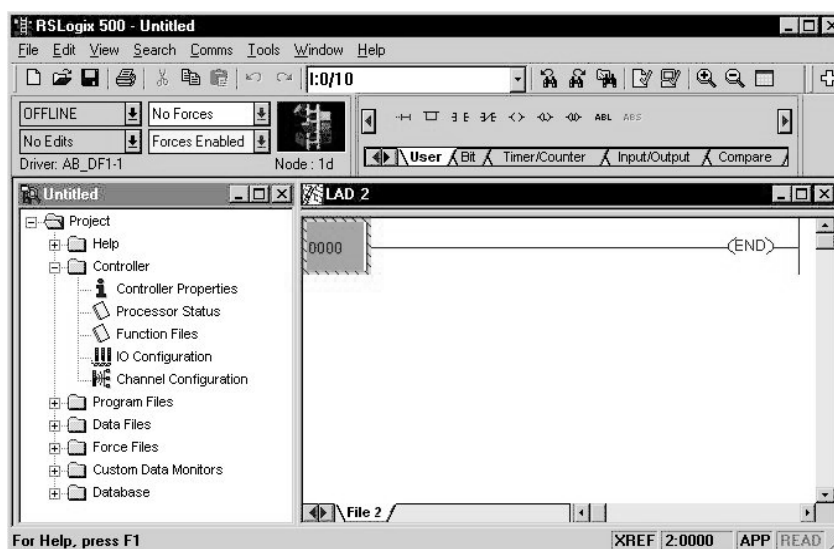 RSLogix 500 - Untitled
File Edit View Search Comms Tools Window Help
I:0/10
OFFLINE No Forces
No Edits Forces Enabled
Driver: AB_DF1-1 Node : 1d
ABL ABS
User Bit Timer/Counter Input/Output Compare
Untitled
Project
Help
Controller
Controller Properties
Processor Status
Function Files
IO Configuration
Channel Configuration
Program Files
Data Files
Force Files
Custom Data Monitors
Database
LAD 2
0000 (END)
File 2
For Help, press F1 XREF 2:0000 APP READ